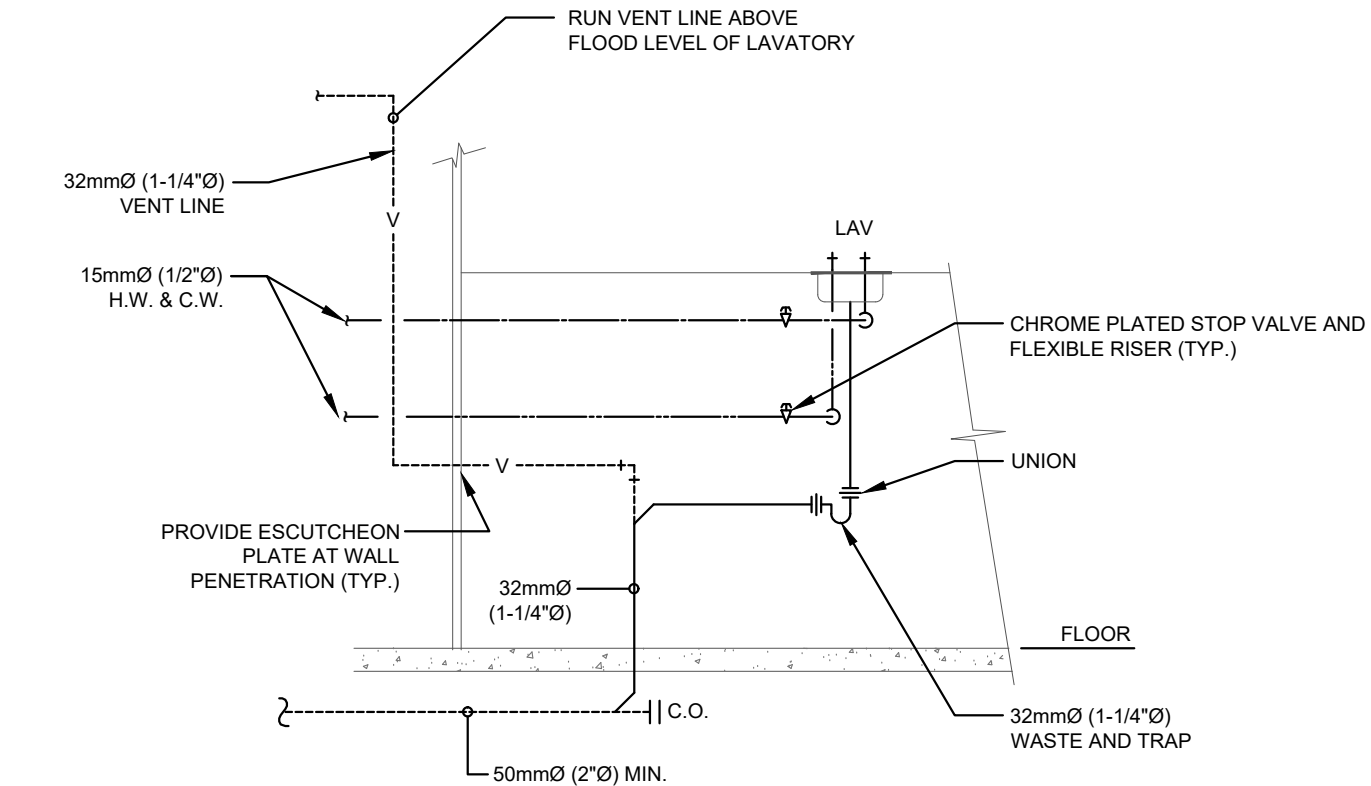 RUN VENT LINE ABOVE
FLOOD LEVEL OF LAVATORY
32mmØ (1-1/4"Ø)
VENT LINE
V
LAV
15mmØ (1/2"Ø)
H.W. & C.W.
CHROME PLATED STOP VALVE AND
FLEXIBLE RISER (TYP.)
V
UNION
PROVIDE ESCUTCHEON
PLATE AT WALL
PENETRATION (TYP.)
32mmØ
(1-1/4"Ø)
FLOOR
C.O.
32mmØ (1-1/4"Ø)
WASTE AND TRAP
50mmØ (2"Ø) MIN.